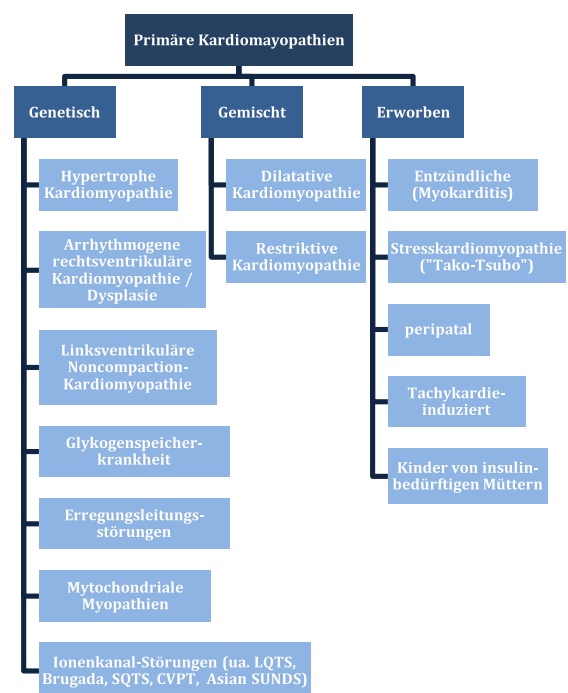 Primäre Kardiomayopathien
Genetisch
Gemischt
Erworben
Hypertrophe
Kardiomyopathie
Arrhythmogene
rechtsventrikuläre
Kardiomyopathie /
Dysplasie
Linksventrikuläre
Noncompaction-
Kardiomyopathie
Glykogenspeicher-
krankheit
Erregungsleitungs-
störungen
Mytochondriale
Myopathien
Ionenkanal-Störungen (ua. LQTS,
Brugada, SQTS, CVPT, Asian SUNDS)
Dilatative
Kardiomyopathie
Restriktive
Kardiomyopathie
Entzündliche
(Myokarditis)
Stresskardiomyopathie
("Tako-Tsubo")
peripatal
Tachykardie-
induziert
Kinder von insulin-
bedürftigen Müttern